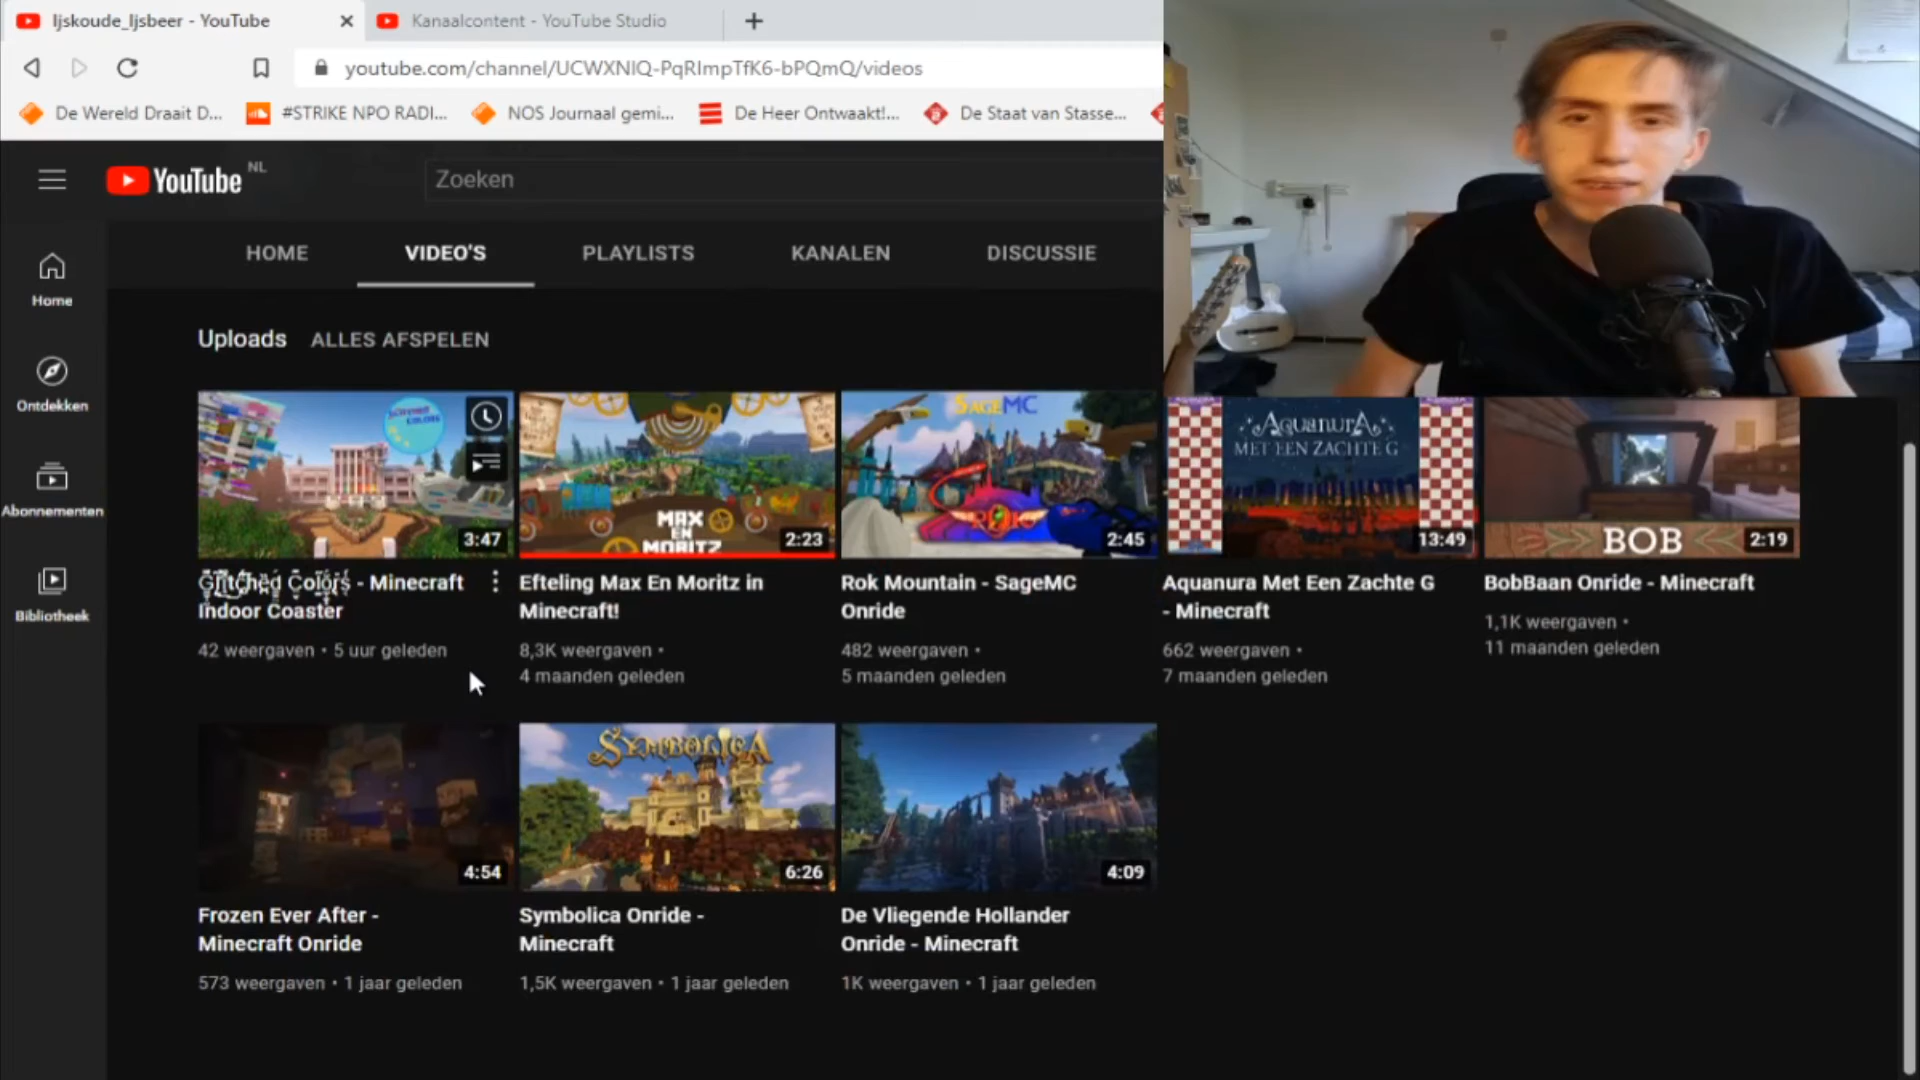 Ijskoude_Ijsbeer - YouTube
Kanaalcontent - YouTube Studio
youtube.com/channel/UCWXNIQ-PqRImpTfK6-bPQmQ/videos
De Wereld Draait D... #STRIKE NPO RADI... NOS Journaal gemi... De Heer Ontwaakt!... De Staat van Stasse...
YouTube NL
Zoeken
HOME VIDEO'S PLAYLISTS KANALEN DISCUSSIE
Home
Ontdekken
Abonnementen
Bibliotheek
Uploads ALLES AFSPELEN
3:47
Glitched Colors - Minecraft
Indoor Coaster
42 weergaven • 5 uur geleden
MAX
EN
MORITZ
2:23
Efteling Max En Moritz in
Minecraft!
8,3K weergaven •
4 maanden geleden
SAGEMC
2:45
Rok Mountain - SageMC
Onride
482 weergaven •
5 maanden geleden
AquanurA
MET EEN ZACHTE G
13:49
Aquanura Met Een Zachte G
- Minecraft
662 weergaven •
7 maanden geleden
BOB
2:19
BobBaan Onride - Minecraft
1,1K weergaven •
11 maanden geleden
4:54
Frozen Ever After -
Minecraft Onride
573 weergaven • 1 jaar geleden
SYMBOLICA
6:26
Symbolica Onride -
Minecraft
1,5K weergaven • 1 jaar geleden
4:09
De Vliegende Hollander
Onride - Minecraft
1K weergaven • 1 jaar geleden